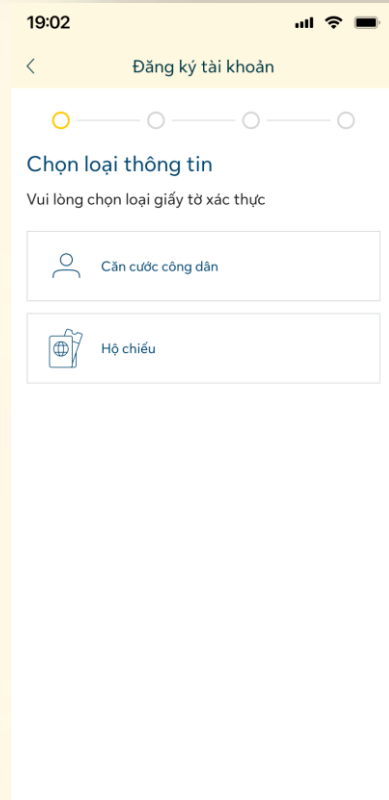 19:02
Đăng ký tài khoản
Chọn loại thông tin
Vui lòng chọn loại giấy tờ xác thực
Căn cước công dân
Hộ chiếu